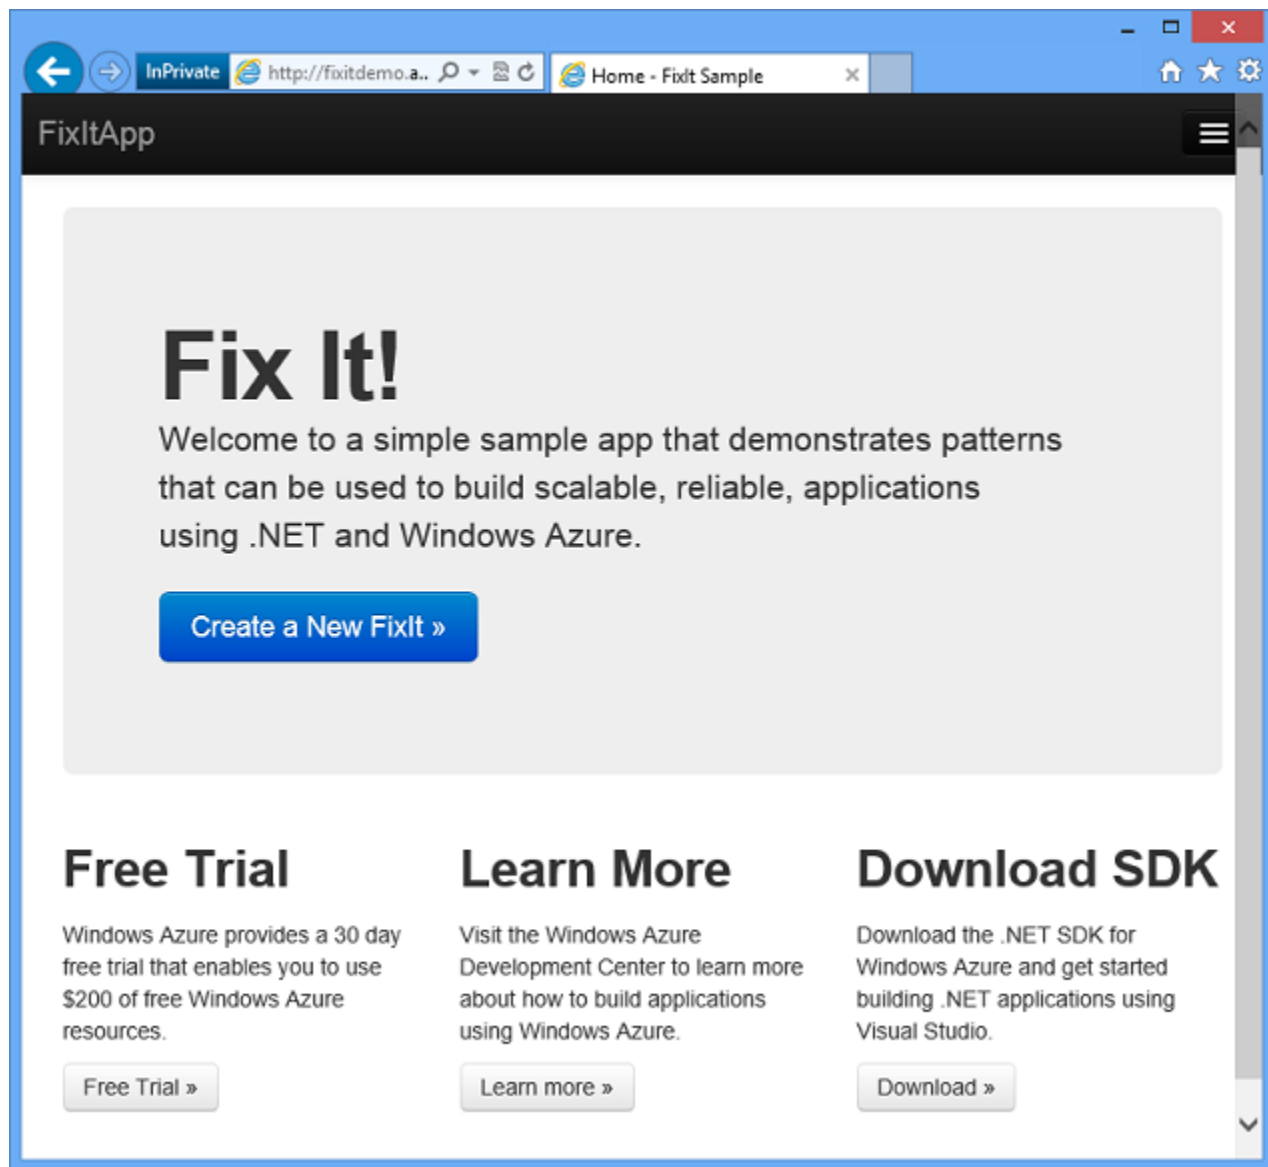 InPrivate http://fixitdemo.a.. Home - FixIt Sample
FixItApp
Fix It!
Welcome to a simple sample app that demonstrates patterns
that can be used to build scalable, reliable, applications
using .NET and Windows Azure.
Create a New FixIt »
Free Trial
Windows Azure provides a 30 day
free trial that enables you to use
$200 of free Windows Azure
resources.
Free Trial »
Learn More
Visit the Windows Azure
Development Center to learn more
about how to build applications
using Windows Azure.
Learn more »
Download SDK
Download the .NET SDK for
Windows Azure and get started
building .NET applications using
Visual Studio.
Download »